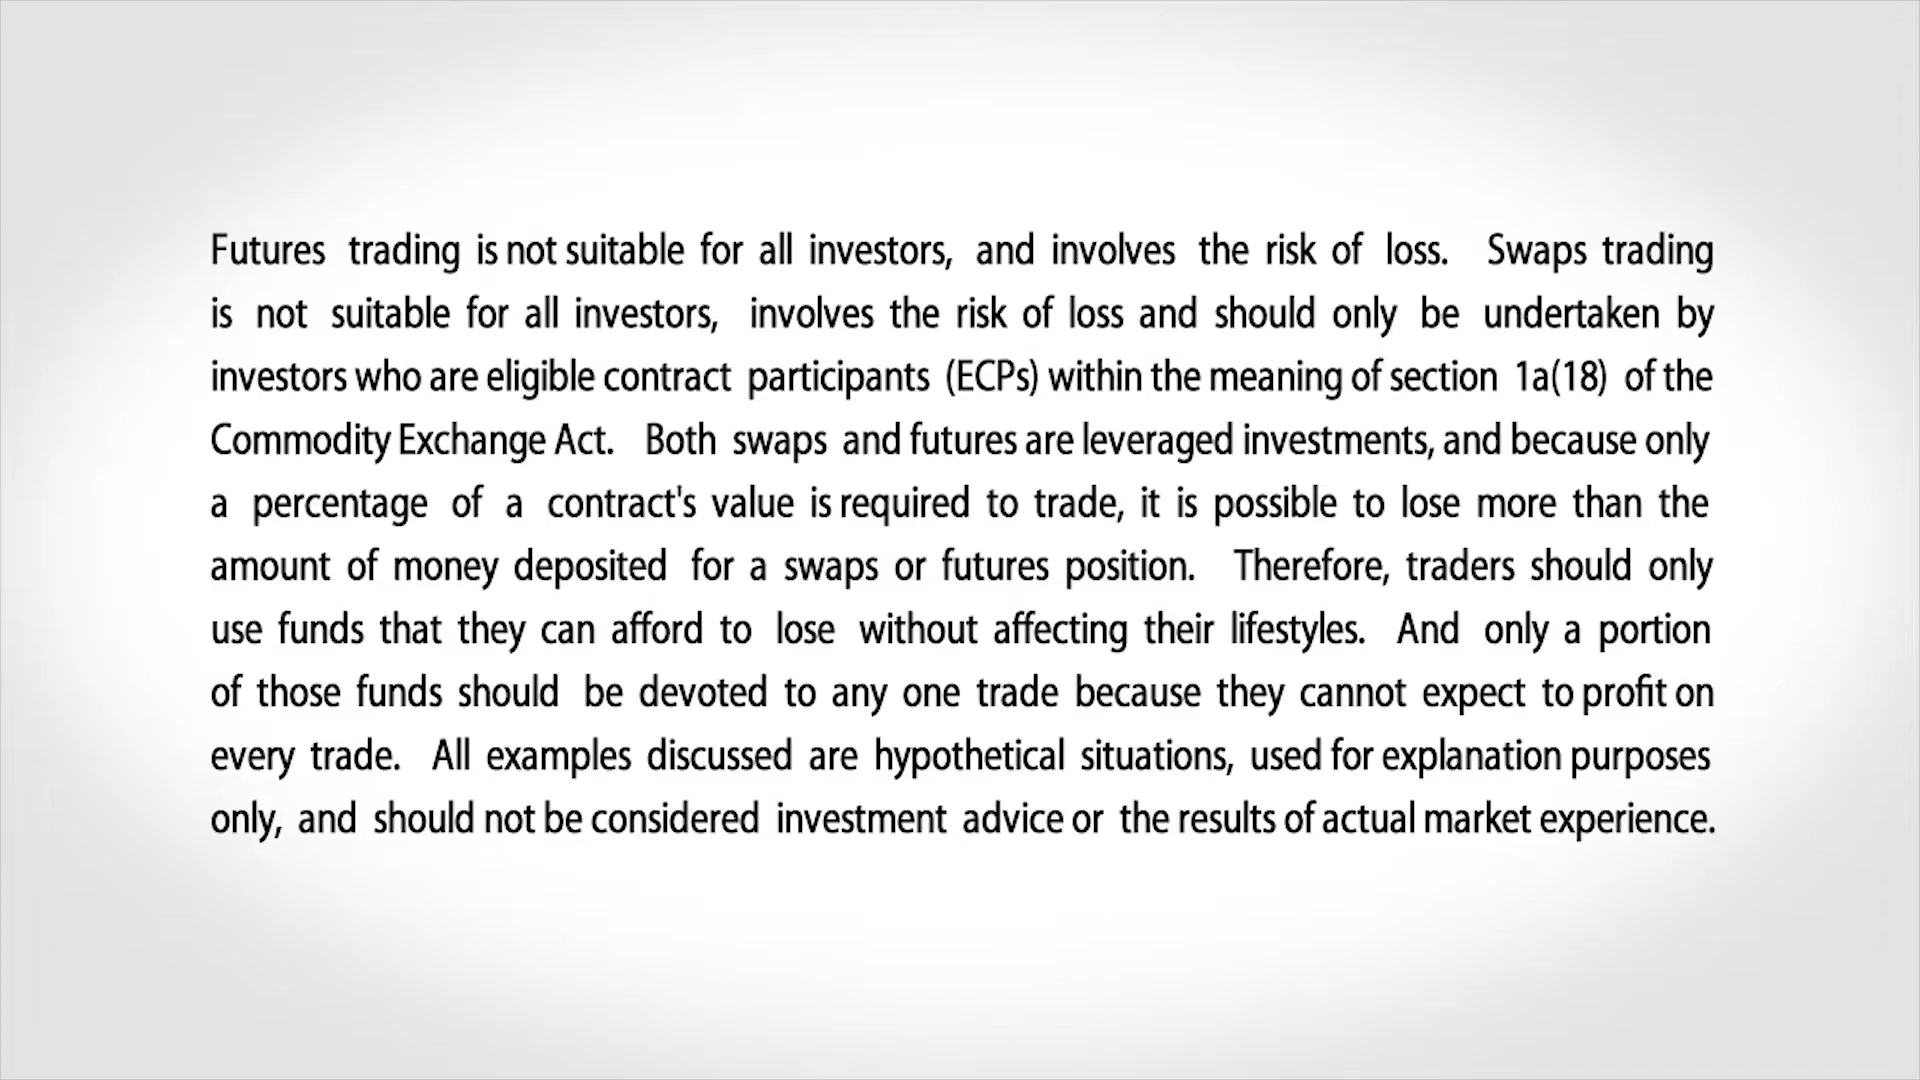 Futures trading is not suitable for all investors, and involves the risk of loss. Swaps trading
is not suitable for all investors, involves the risk of loss and should only be undertaken by
investors who are eligible contract participants (ECPs) within the meaning of section 1a(18) of the
Commodity Exchange Act. Both swaps and futures are leveraged investments, and because only
a percentage of a contract's value is required to trade, it is possible to lose more than the
amount of money deposited for a swaps or futures position. Therefore, traders should only
use funds that they can afford to lose without affecting their lifestyles. And only a portion
of those funds should be devoted to any one trade because they cannot expect to profit on
every trade. All examples discussed are hypothetical situations, used for explanation purposes
only, and should not be considered investment advice or the results of actual market experience.